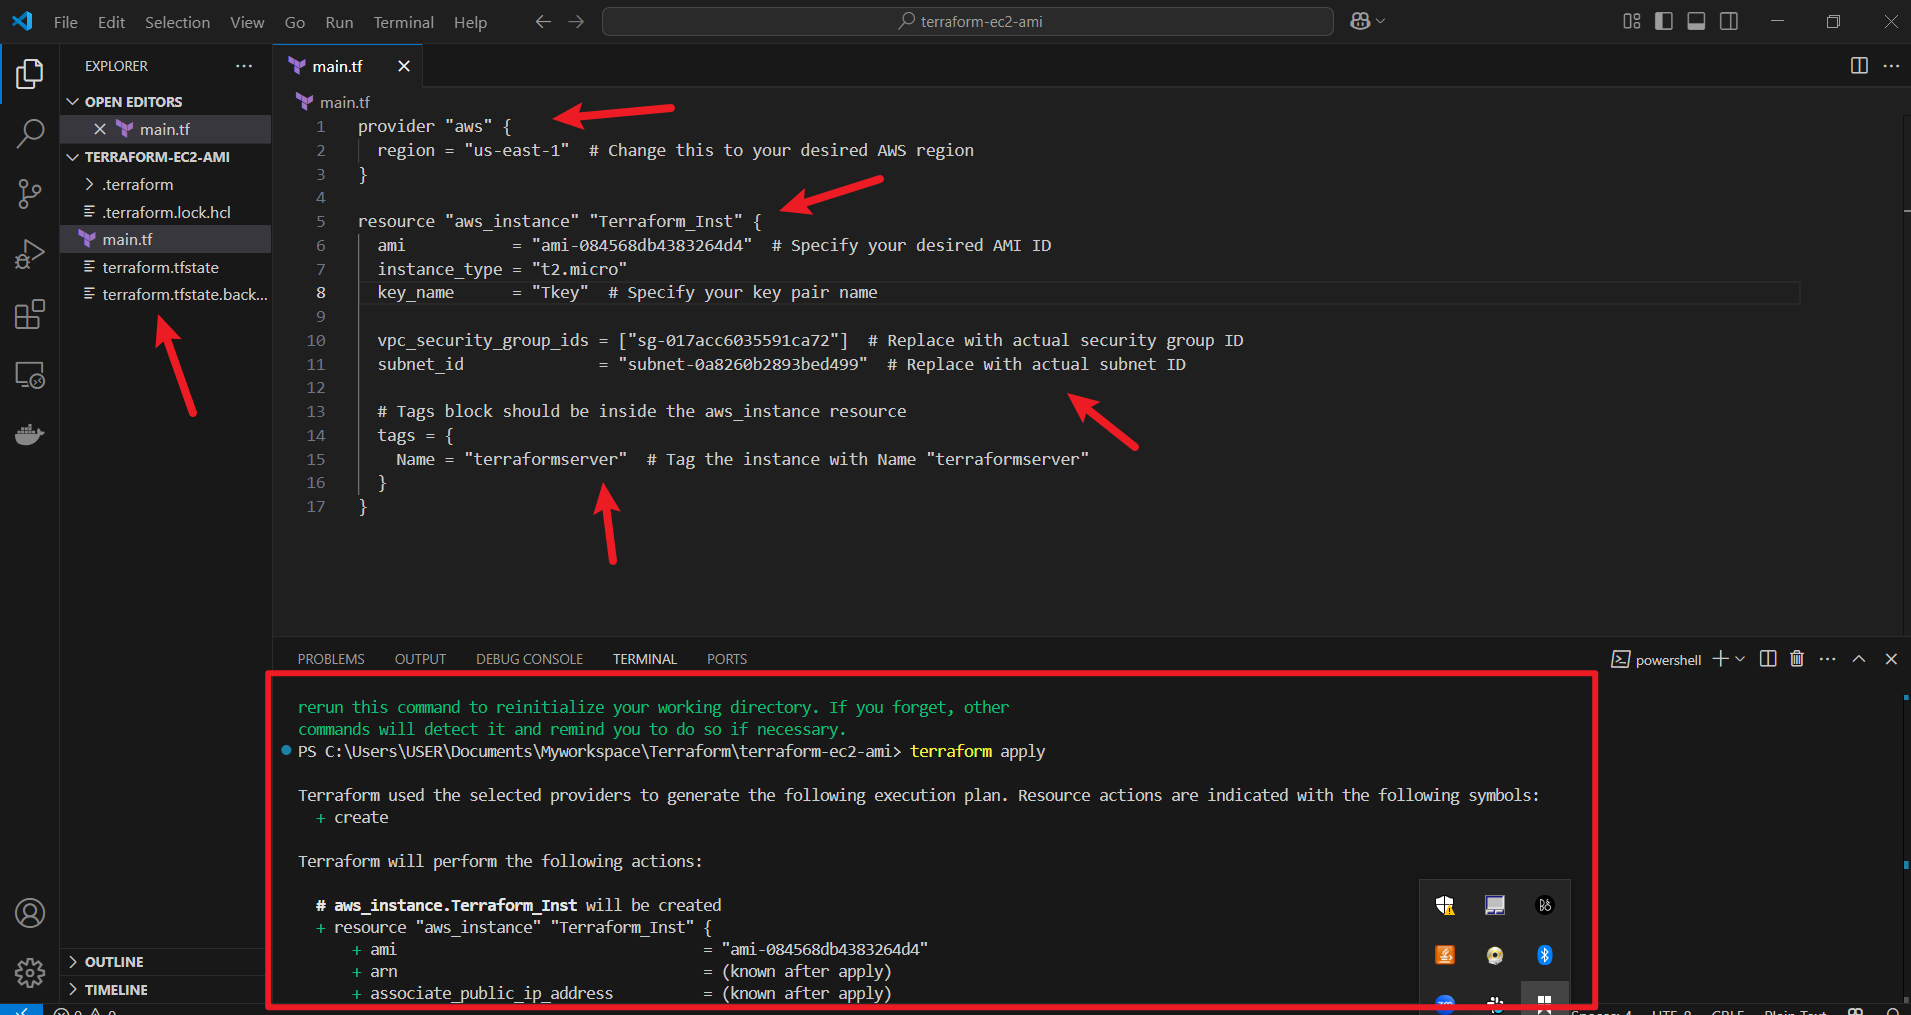 File Edit Selection View Go Run Terminal Help
terraform-ec2-ami
EXPLORER
OPEN EDITORS
main.tf
TERRAFORM-EC2-AMI
.terraform
.terraform.lock.hcl
main.tf
terraform.tfstate
terraform.tfstate.back...
OUTLINE
TIMELINE
main.tf
main.tf
1 provider "aws" {
2 region = "us-east-1" # Change this to your desired AWS region
3 }
4
5 resource "aws_instance" "Terraform_Inst" {
6 ami = "ami-084568db4383264d4" # Specify your desired AMI ID
7 instance_type = "t2.micro"
8 key_name = "Tkey" # Specify your key pair name
9
10 vpc_security_group_ids = ["sg-017acc6035591ca72"] # Replace with actual security group ID
11 subnet_id = "subnet-0a8260b2893bed499" # Replace with actual subnet ID
12
13 # Tags block should be inside the aws_instance resource
14 tags = {
15 Name = "terraformserver" # Tag the instance with Name "terraformserver"
16 }
17 }
PROBLEMS OUTPUT DEBUG CONSOLE TERMINAL PORTS
powershell
rerun this command to reinitialize your working directory. If you forget, other
commands will detect it and remind you to do so if necessary.
PS C:\Users\USER\Documents\Myworkspace\Terraform\terraform-ec2-ami> terraform apply
Terraform used the selected providers to generate the following execution plan. Resource actions are indicated with the following symbols:
+ create
Terraform will perform the following actions:
# aws_instance.Terraform_Inst will be created
+ resource "aws_instance" "Terraform_Inst" {
+ ami = "ami-084568db4383264d4"
+ arn = (known after apply)
+ associate_public_ip_address = (known after apply)
0 0
Spaces: 4 UTF-8 CRLF Plain Text